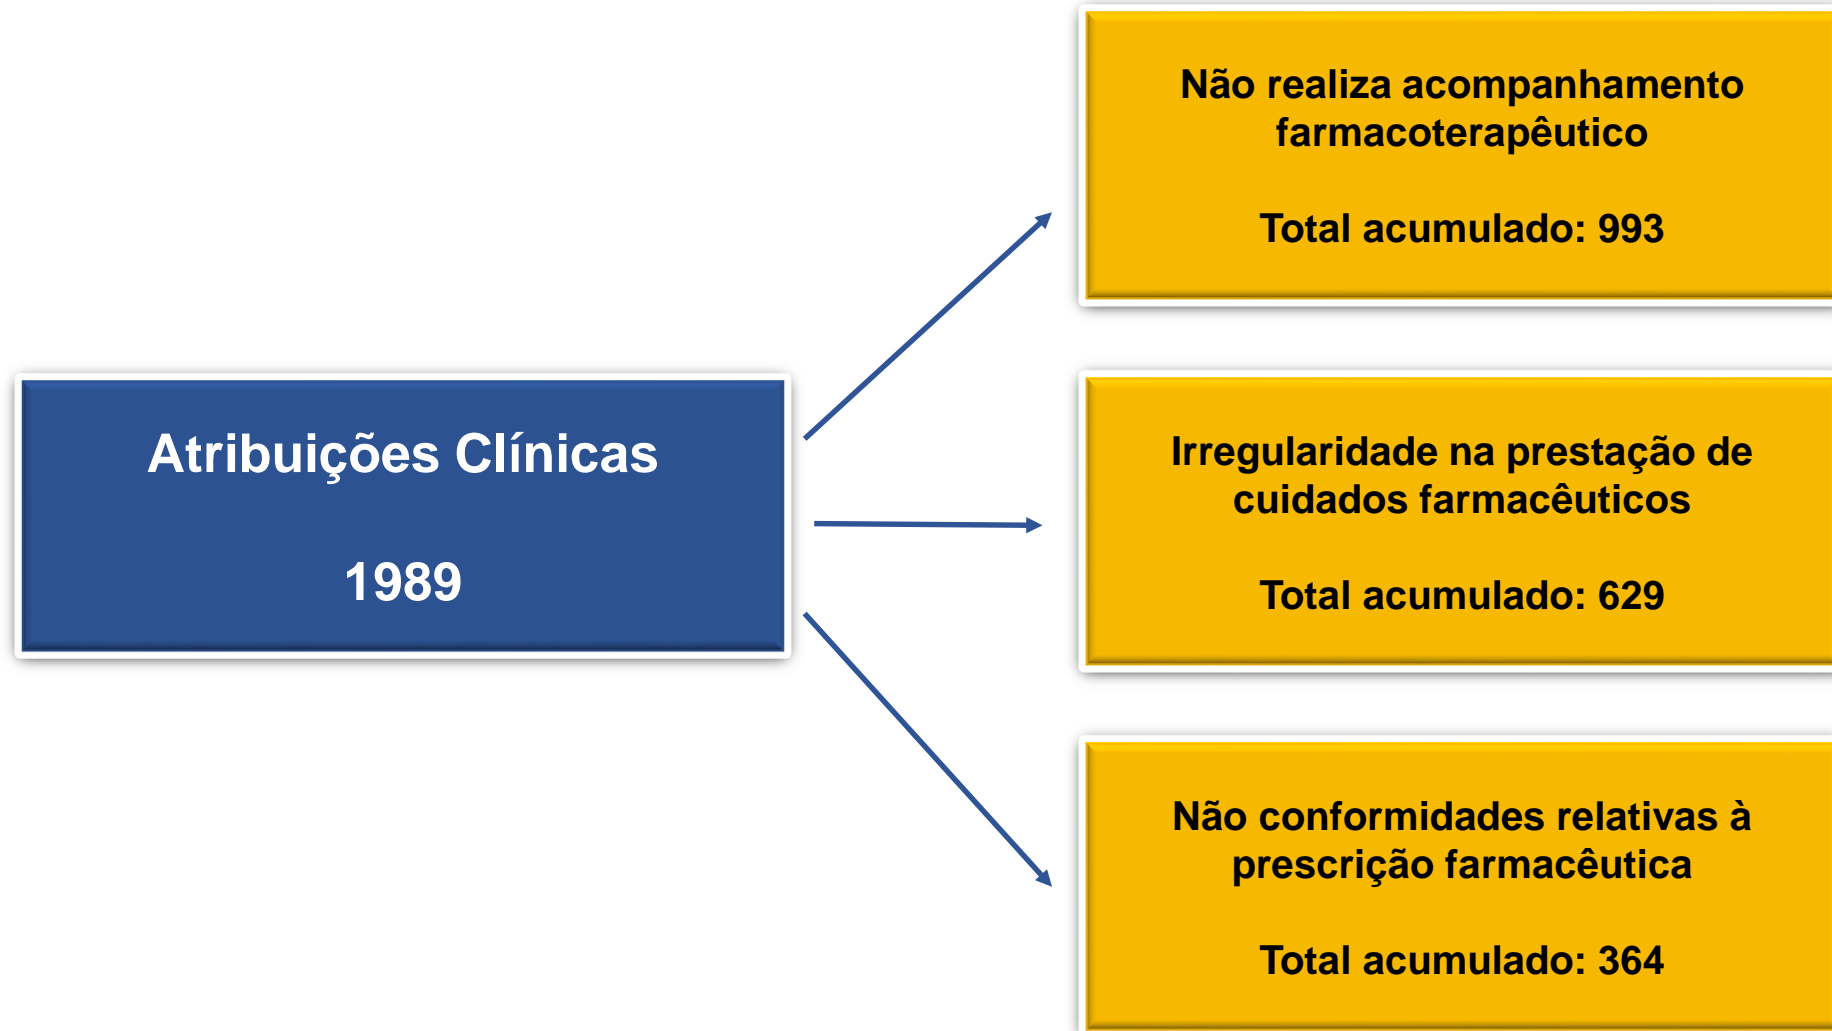 Não realiza acompanhamento
farmacoterapêutico
Total acumulado: 993
Atribuições Clínicas
1989
Irregularidade na prestação de
cuidados farmacêuticos
Total acumulado: 629
Não conformidades relativas à
prescrição farmacêutica
Total acumulado: 364